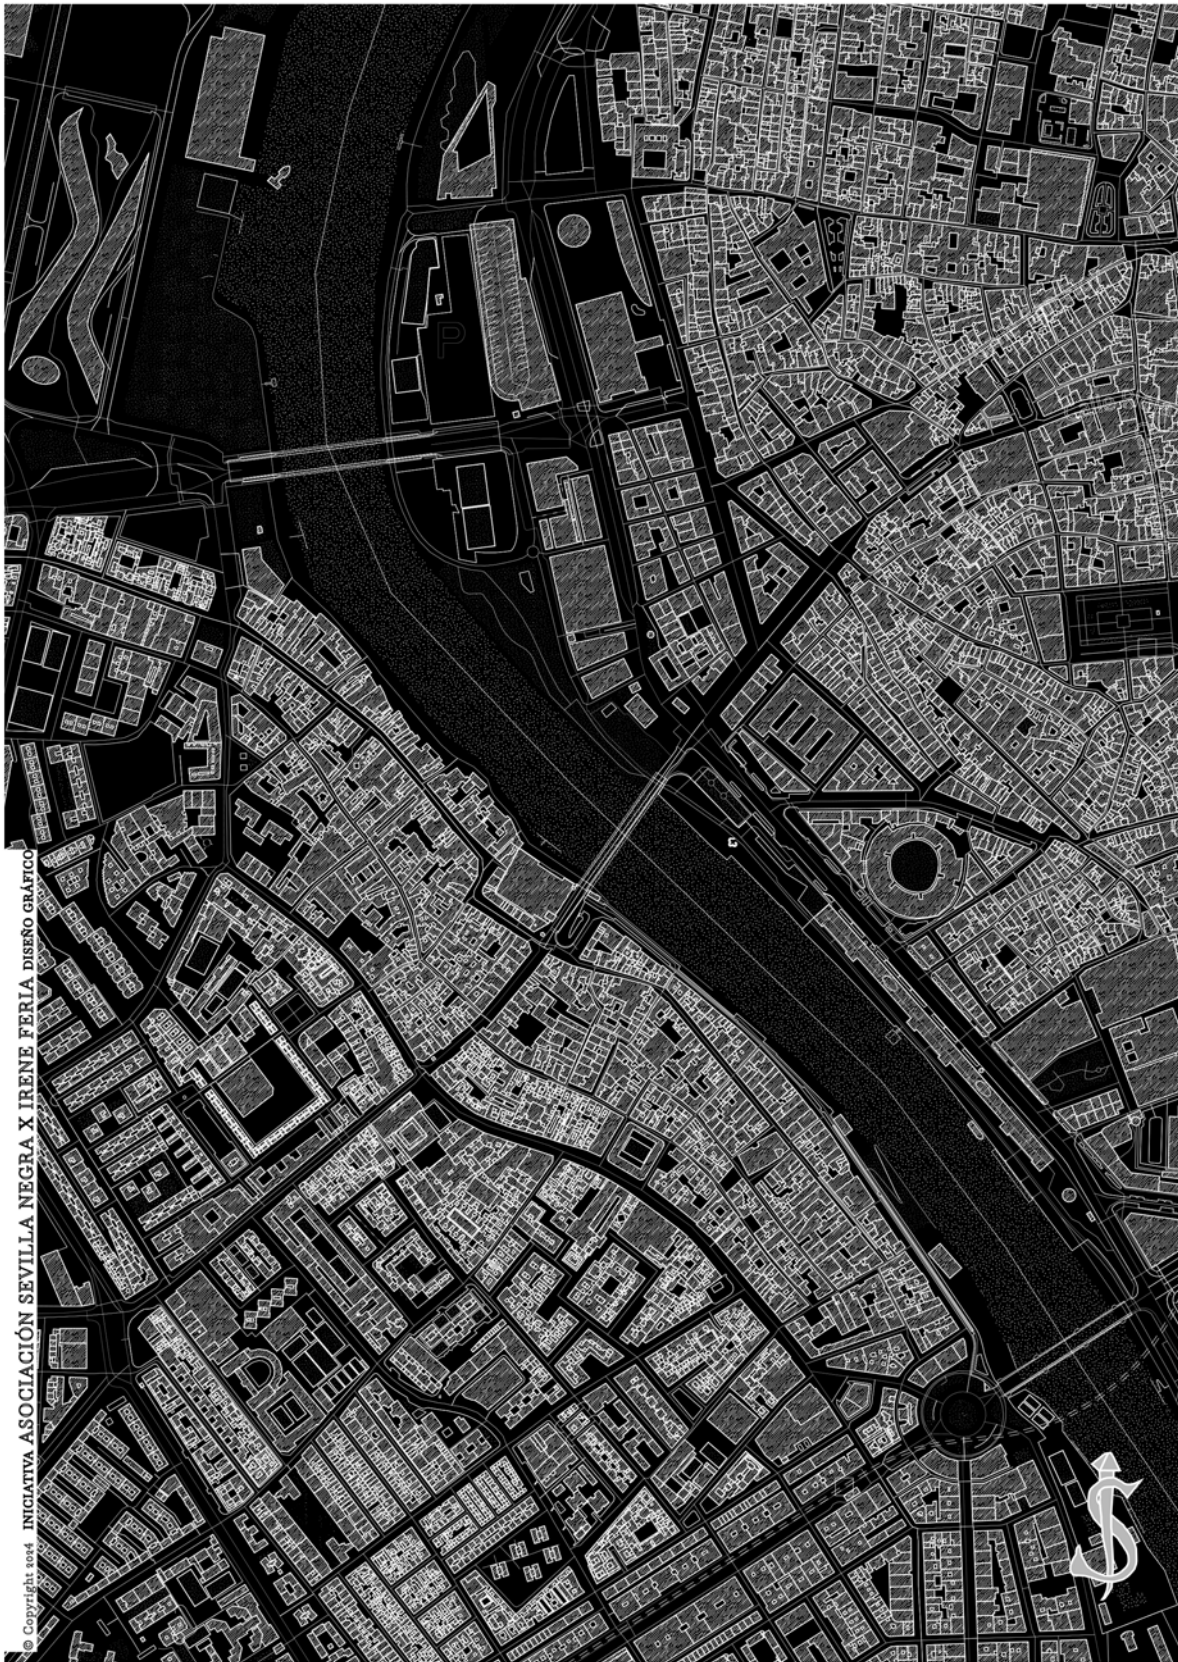 © Copyright 2024 INICIATIVA ASOCIACIÓN SEVILLA NEGRA X IRENE FERIA DISEÑO GRÁFICO
P
S